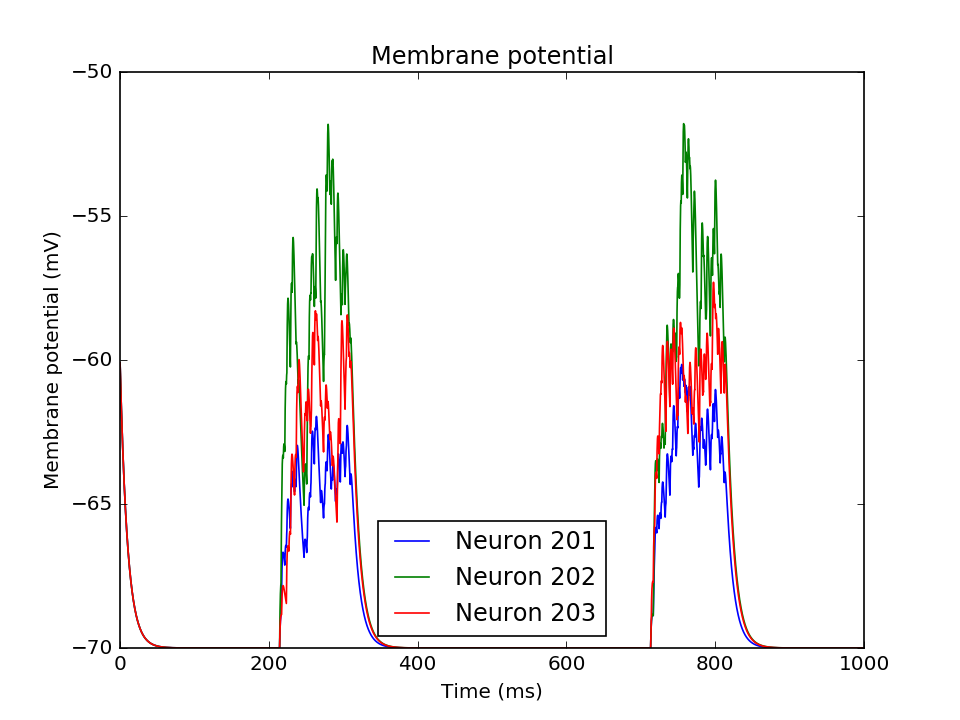 Membrane potential
−50
−55
−60
−65
−70
Membrane potential (mV)
Neuron 201
Neuron 202
Neuron 203
0 200 400 600 800 1000
Time (ms)